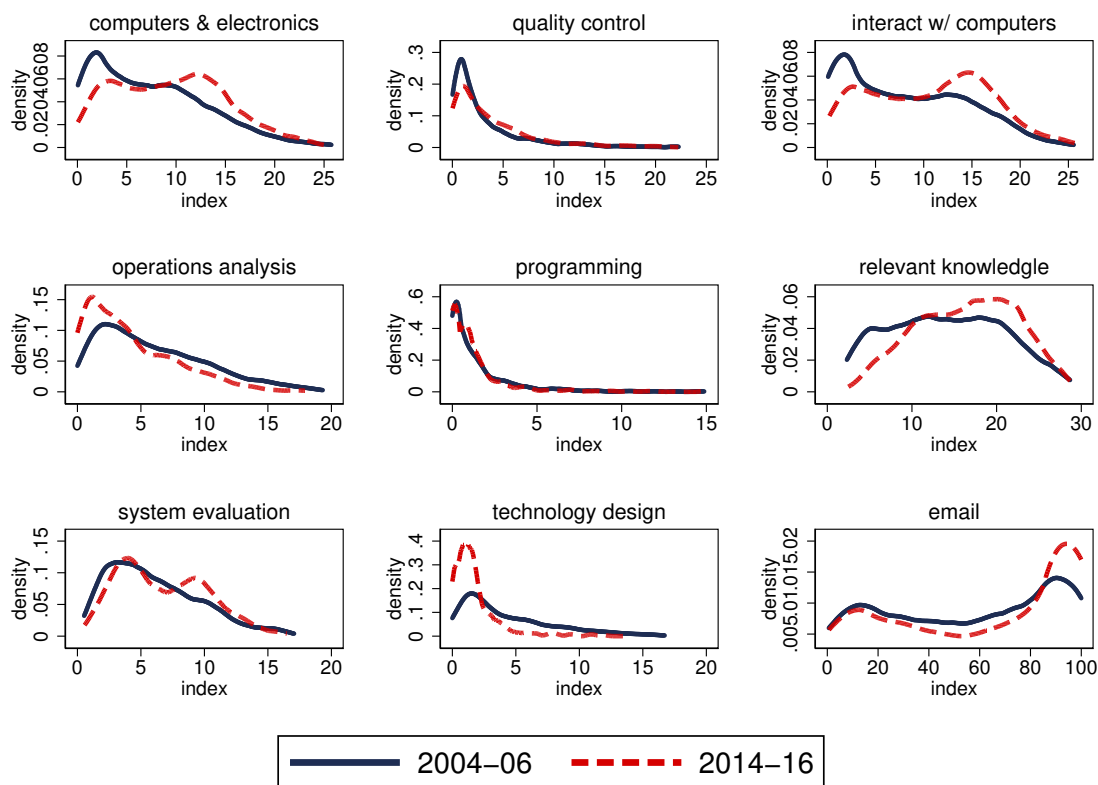 computers & electronics
density
0 .02.04.06.08
0 5 10 15 20 25
index
quality control
density
0 .1 .2 .3
0 5 10 15 20 25
index
interact w/ computers
density
0 .02.04.06.08
0 5 10 15 20 25
index
operations analysis
density
0 .05 .1 .15
0 5 10 15 20
index
programming
density
0 .2 .4 .6
0 5 10 15
index
relevant knowledgle
density
0 .02 .04 .06
0 10 20 30
index
system evaluation
density
0 .05 .1 .15
0 5 10 15 20
index
technology design
density
0 .1 .2 .3 .4
0 5 10 15 20
index
email
density
.005.01.015.02
0 20 40 60 80 100
index
2004–06 2014–16